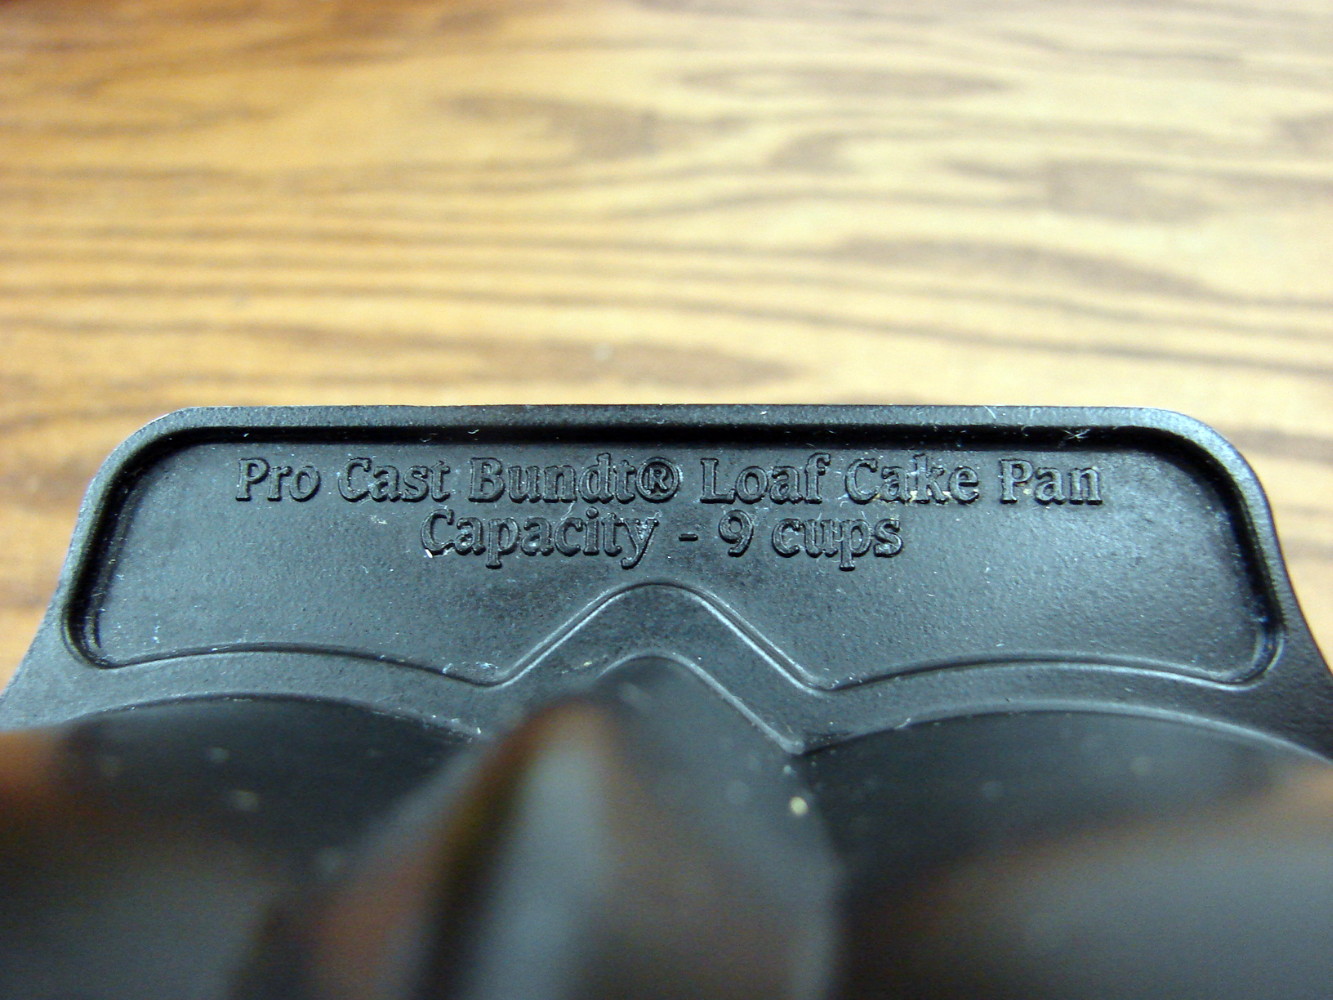 Pro Cast Bundt® Loaf Cake Pan
Capacity - 9 cups